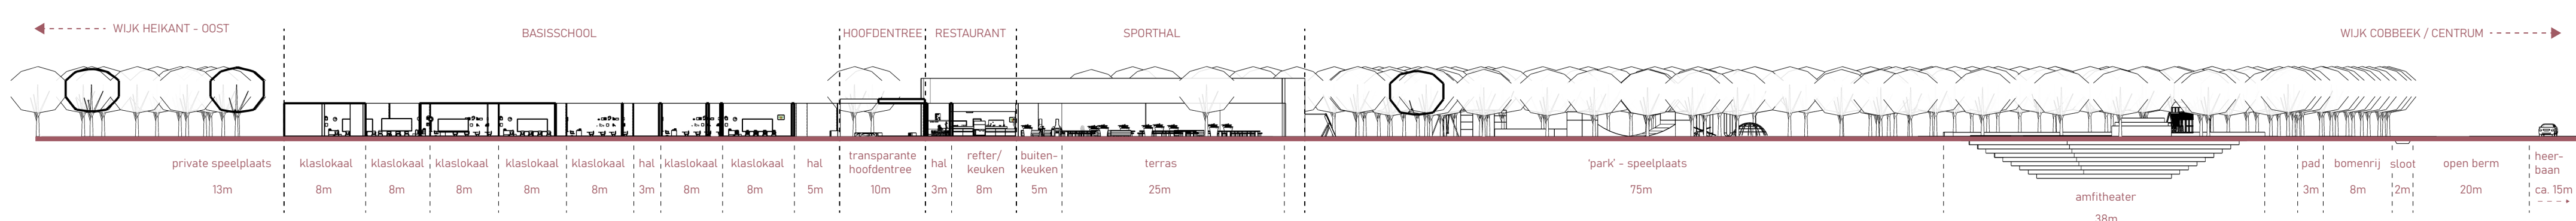 WIJK HEIKANT - OOST
BASISSCHOOL
HOOFDENTREE
RESTAURANT
SPORTHAL
WIJK COBBEEK / CENTRUM
private speelplaats
13m
klaslokaal
8m
klaslokaal
8m
klaslokaal
8m
klaslokaal
8m
klaslokaal
8m
hal
3m
klaslokaal
8m
klaslokaal
8m
hal
5m
transparante
hoofdentree
10m
hal
3m
refter/
keuken
8m
buiten-
keuken
5m
terras
25m
'park' - speelplaats
75m
amfitheater
38m
pad
3m
bomenrij
8m
sloot
2m
open berm
20m
heer-
baan
ca. 15m